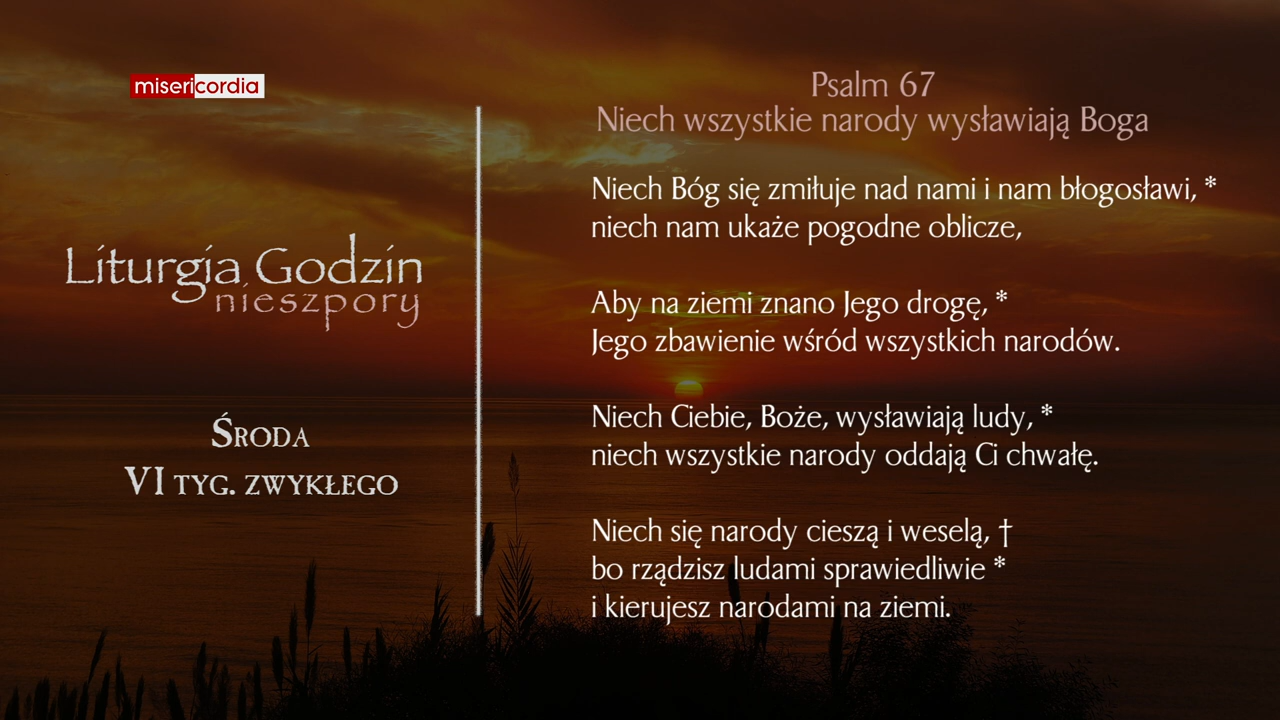 misericordia
Liturgia Godzin
nieszpory
Środa
VI tyg. zwykłego
Psalm 67
Niech wszystkie narody wysławiają Boga
Niech Bóg się zmiłuje nad nami i nam błogosławi, *
niech nam ukaże pogodne oblicze,
Aby na ziemi znano Jego drogę, *
Jego zbawienie wśród wszystkich narodów.
Niech Ciebie, Boże, wysławiają ludy, *
niech wszystkie narody oddają Ci chwałę.
Niech się narody cieszą i weselą, †
bo rządzisz ludami sprawiedliwie *
i kierujesz narodami na ziemi.